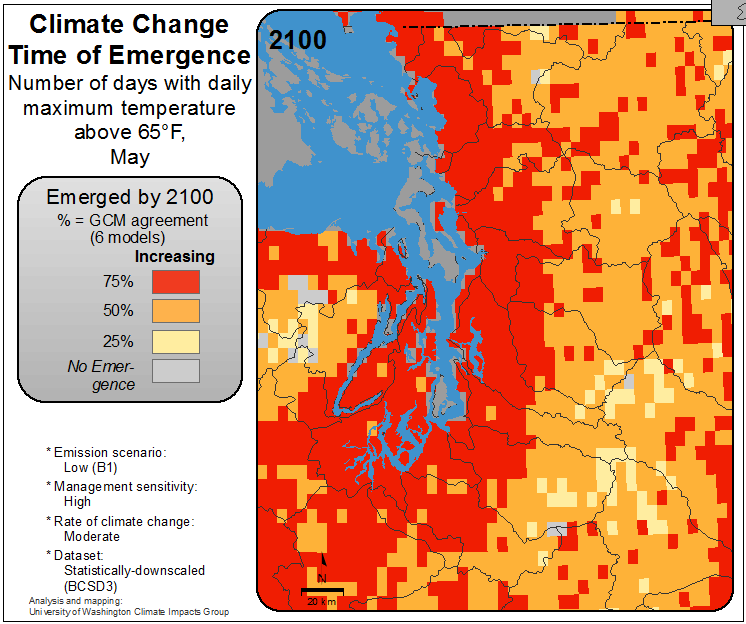 Climate Change
Time of Emergence
Number of days with daily
maximum temperature
above 65°F,
May
Emerged by 2100
% = GCM agreement
(6 models)
Increasing
75%
50%
25%
No Emer-
gence
* Emission scenario:
Low (B1)
* Management sensitivity:
High
* Rate of climate change:
Moderate
* Dataset:
Statistically-downscaled
(BCSD3)
Analysis and mapping:
University of Washington Climate Impacts Group
2100
N
20 km